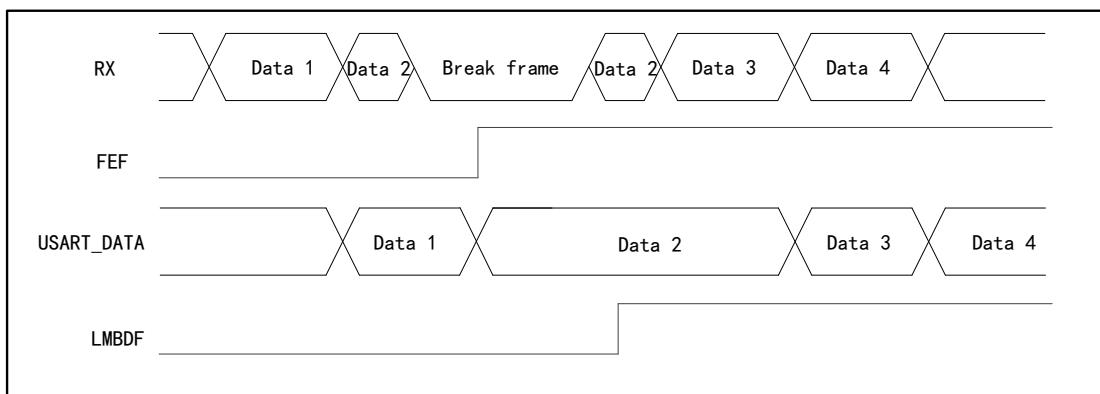 RX Data 1 Data 2 Break frame Data 2 Data 3 Data 4
FEF
USART_DATA Data 1 Data 2 Data 3 Data 4
LMBDF